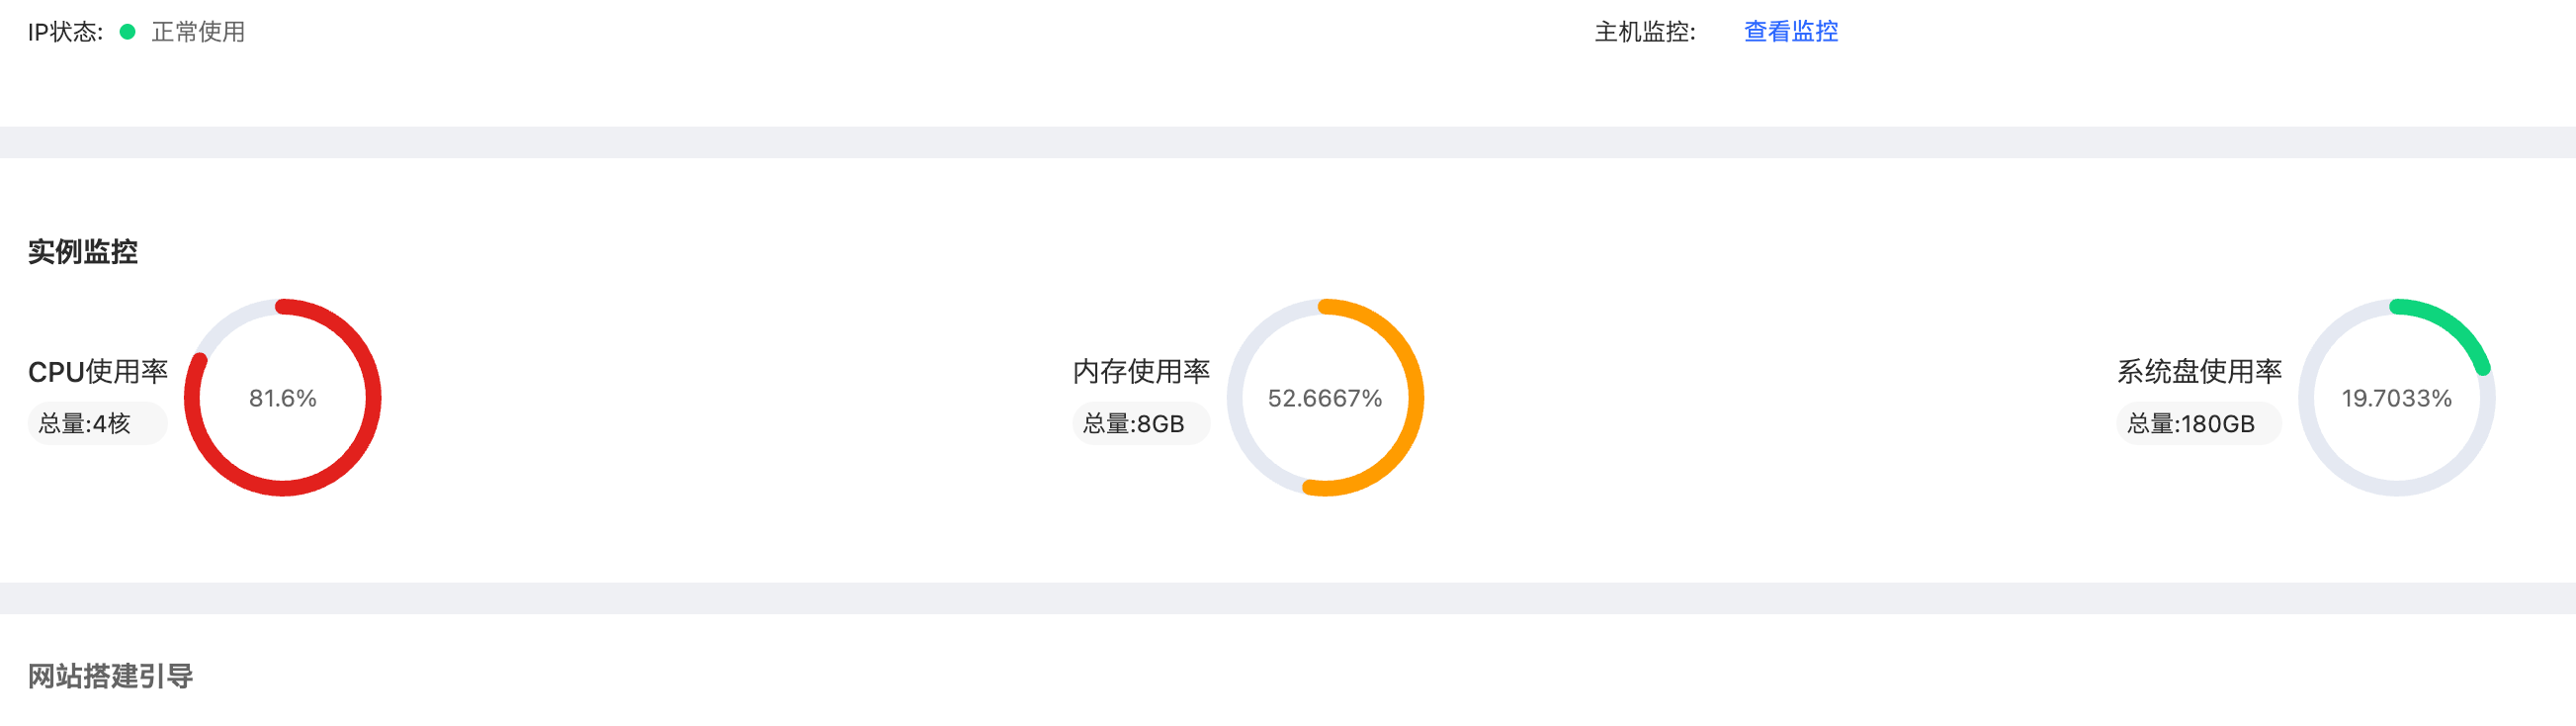 IP状态: 正常使用
主机监控: 查看监控
实例监控
CPU使用率
总量:4核
81.6%
内存使用率
总量:8GB
52.6667%
系统盘使用率
总量:180GB
19.7033%
网站搭建引导